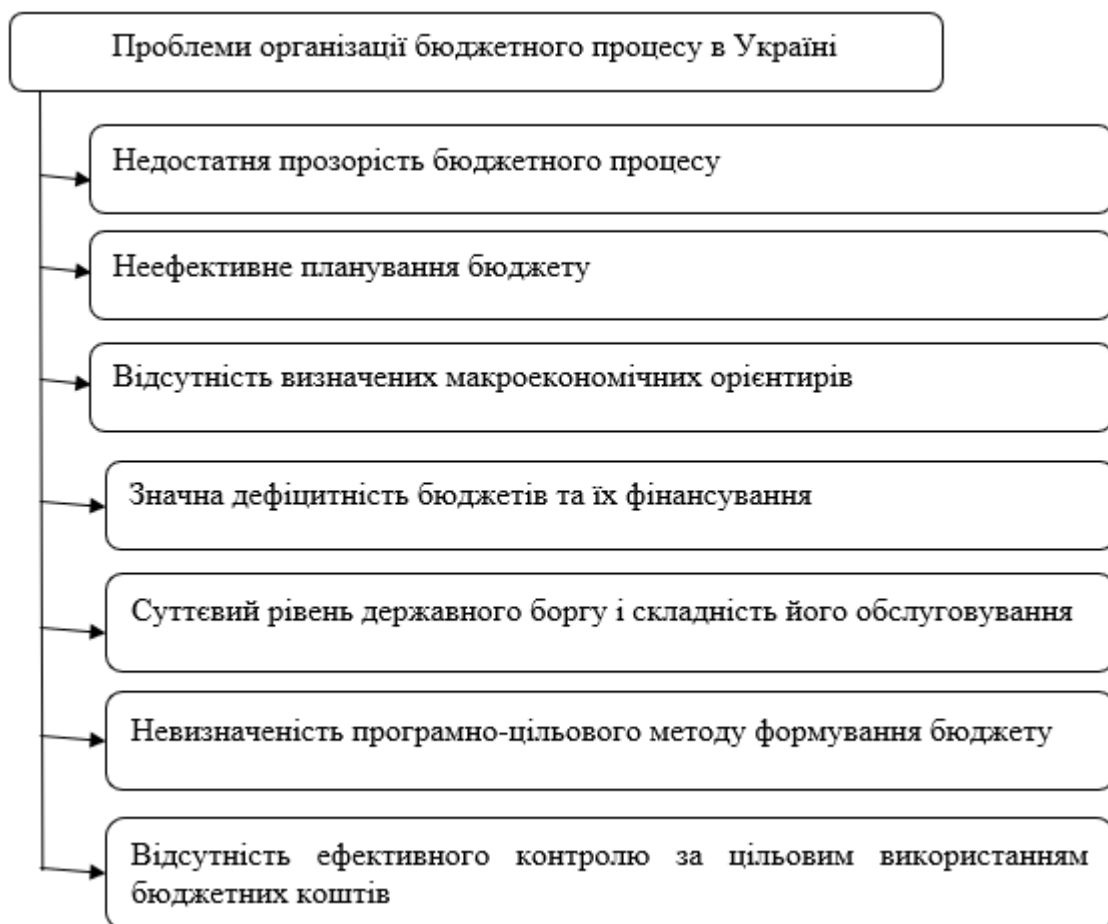 Проблеми організації бюджетного процесу в Україні
Недостатня прозорість бюджетного процесу
Неефективне планування бюджету
Відсутність визначених макроекономічних орієнтирів
Значна дефіцитність бюджетів та їх фінансування
Суттєвий рівень державного боргу і складність його обслуговування
Невизначеність програмно-цільового методу формування бюджету
Відсутність ефективного контролю за цільовим використанням
бюджетних коштів